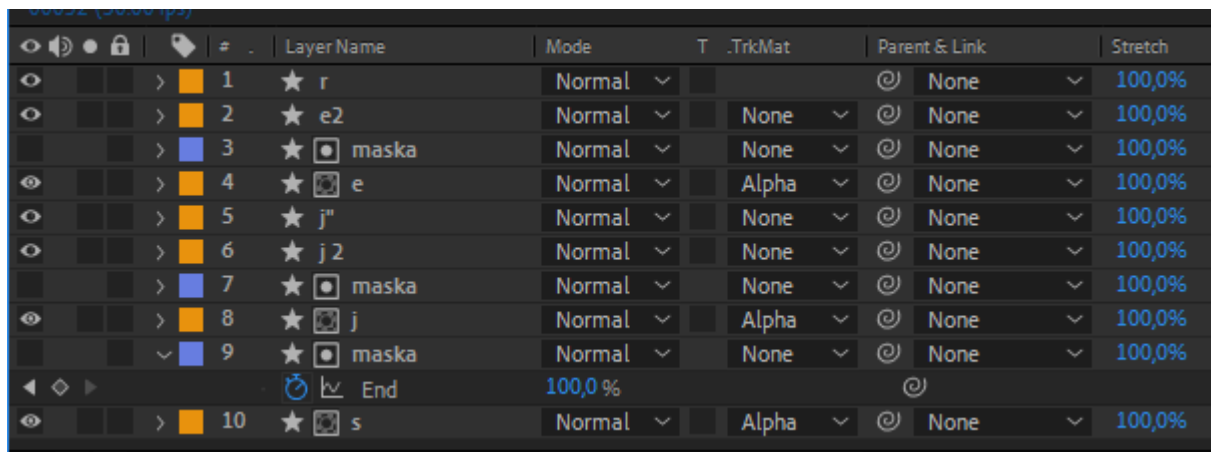 # . Layer Name Mode T .TrkMat Parent & Link Stretch
1 r Normal None 100,0%
2 e2 Normal None None 100,0%
3 maska Normal None None 100,0%
4 e Normal Alpha None 100,0%
5 j" Normal None None 100,0%
6 j 2 Normal None None 100,0%
7 maska Normal None None 100,0%
8 j Normal Alpha None 100,0%
9 maska Normal None None 100,0%
End 100,0 %
10 s Normal Alpha None 100,0%